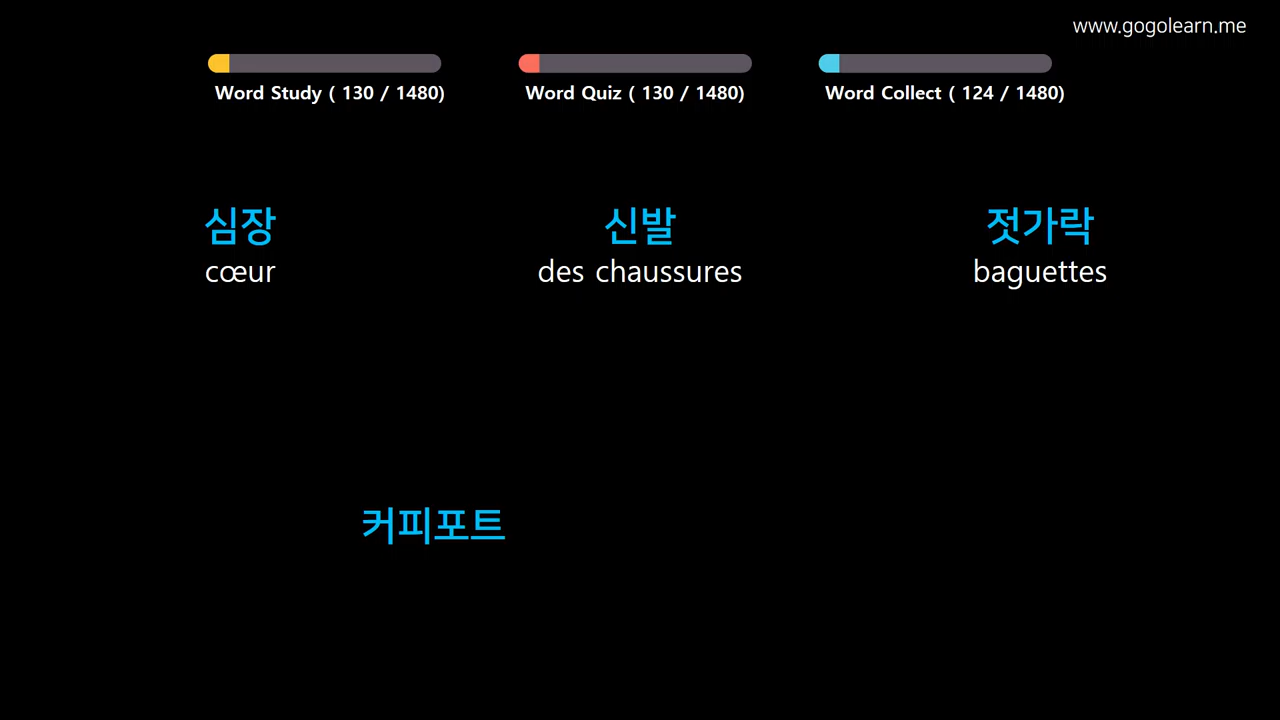 www.gogolearn.me
Word Study ( 130 / 1480)
Word Quiz ( 130 / 1480)
Word Collect ( 124 / 1480)
심장
cœur
신발
des chaussures
젓가락
baguettes
커피포트